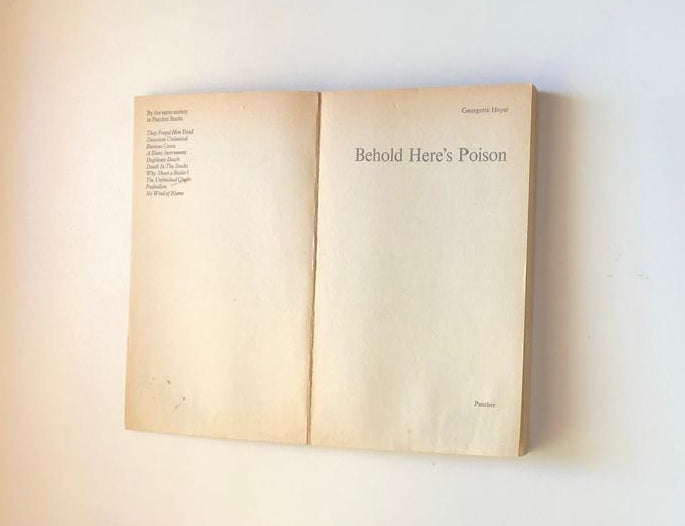 By the same author
in Panther Books
They Found Him Dead
Detection Unlimited
Envious Casca
A Blunt Instrument
Duplicate Death
Death In The Stocks
Why Shoot a Butler?
The Unfinished Clue
Penhallow
No Wind of Blame
Georgette Heyer
Behold Here's Poison
Panther